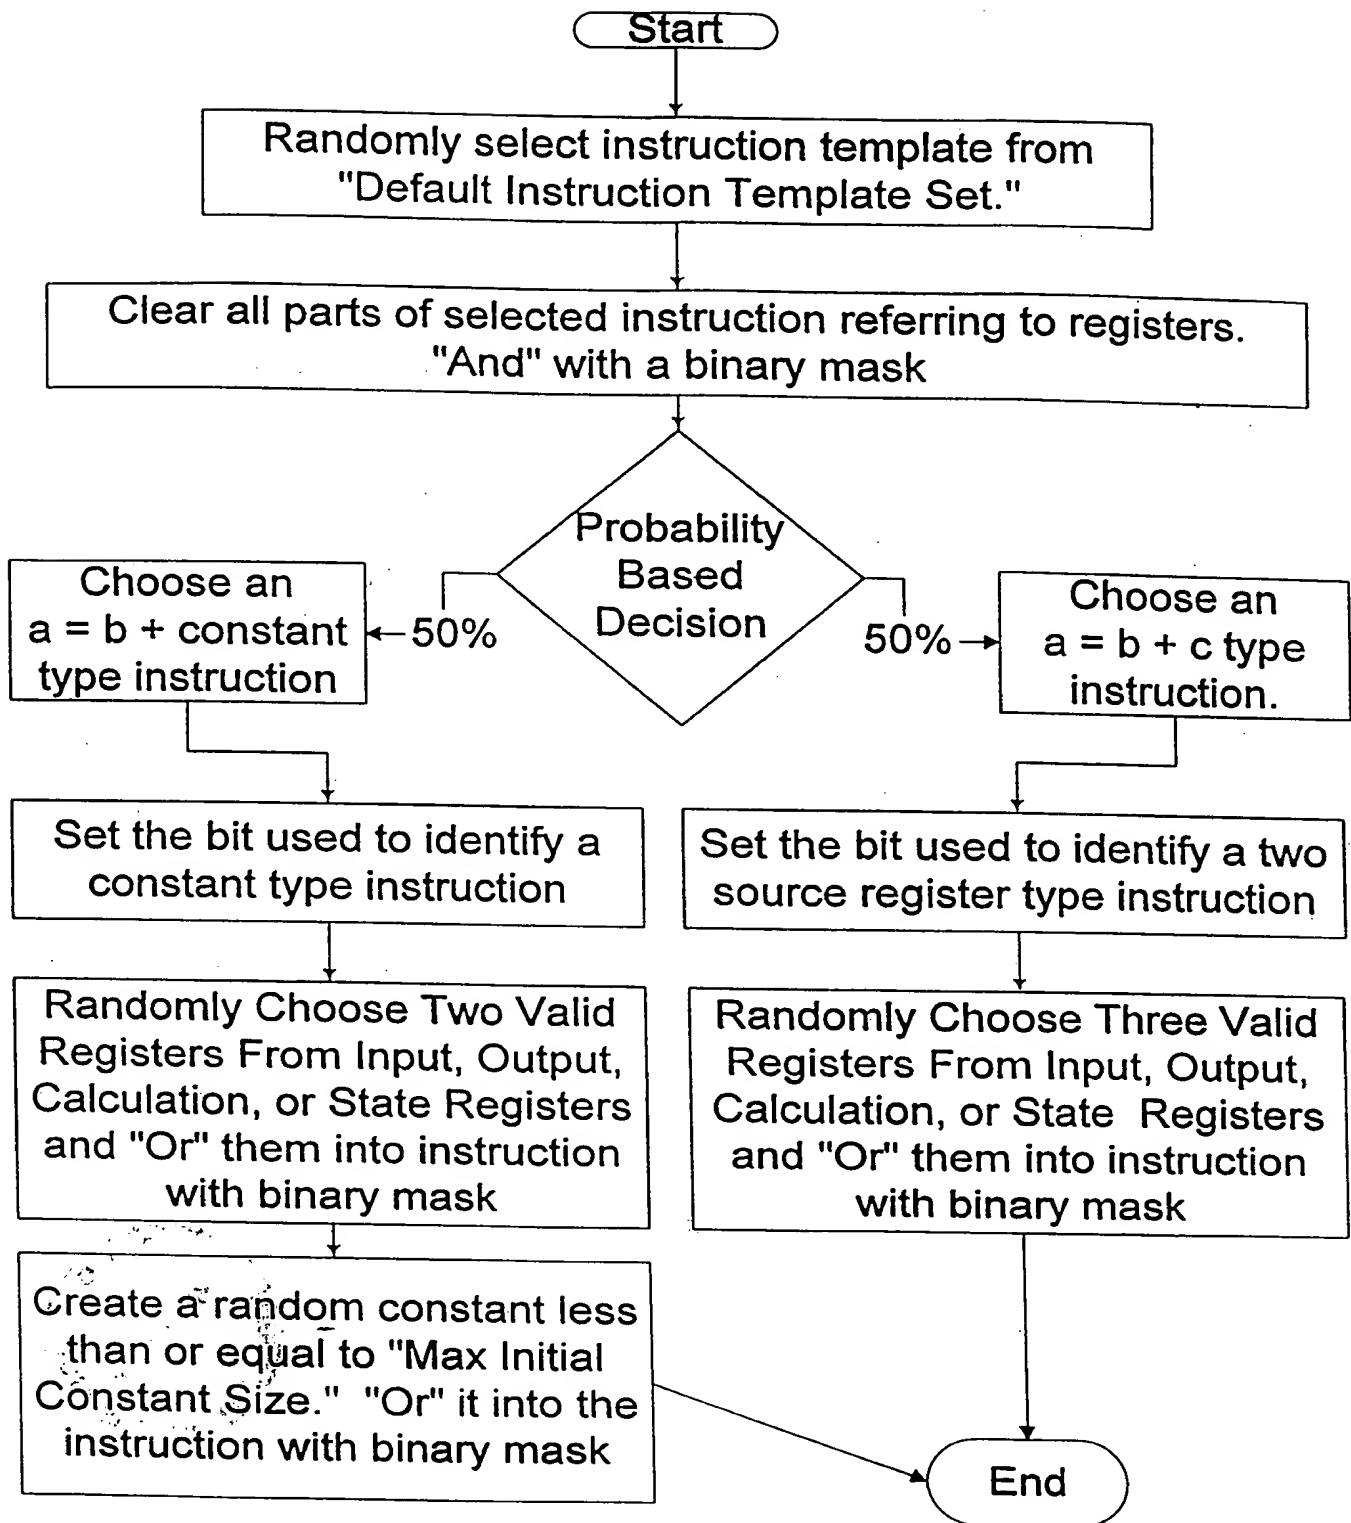 Start
Randomly select instruction template from
"Default Instruction Template Set."
Clear all parts of selected instruction referring to registers.
"And" with a binary mask
Probability
Based
Decision
50%
50%
Choose an
a = b + constant
type instruction
Choose an
a = b + c type
instruction.
Set the bit used to identify a
constant type instruction
Set the bit used to identify a two
source register type instruction
Randomly Choose Two Valid
Registers From Input, Output,
Calculation, or State Registers
and "Or" them into instruction
with binary mask
Randomly Choose Three Valid
Registers From Input, Output,
Calculation, or State Registers
and "Or" them into instruction
with binary mask
Create a random constant less
than or equal to "Max Initial
Constant Size." "Or" it into the
instruction with binary mask
End